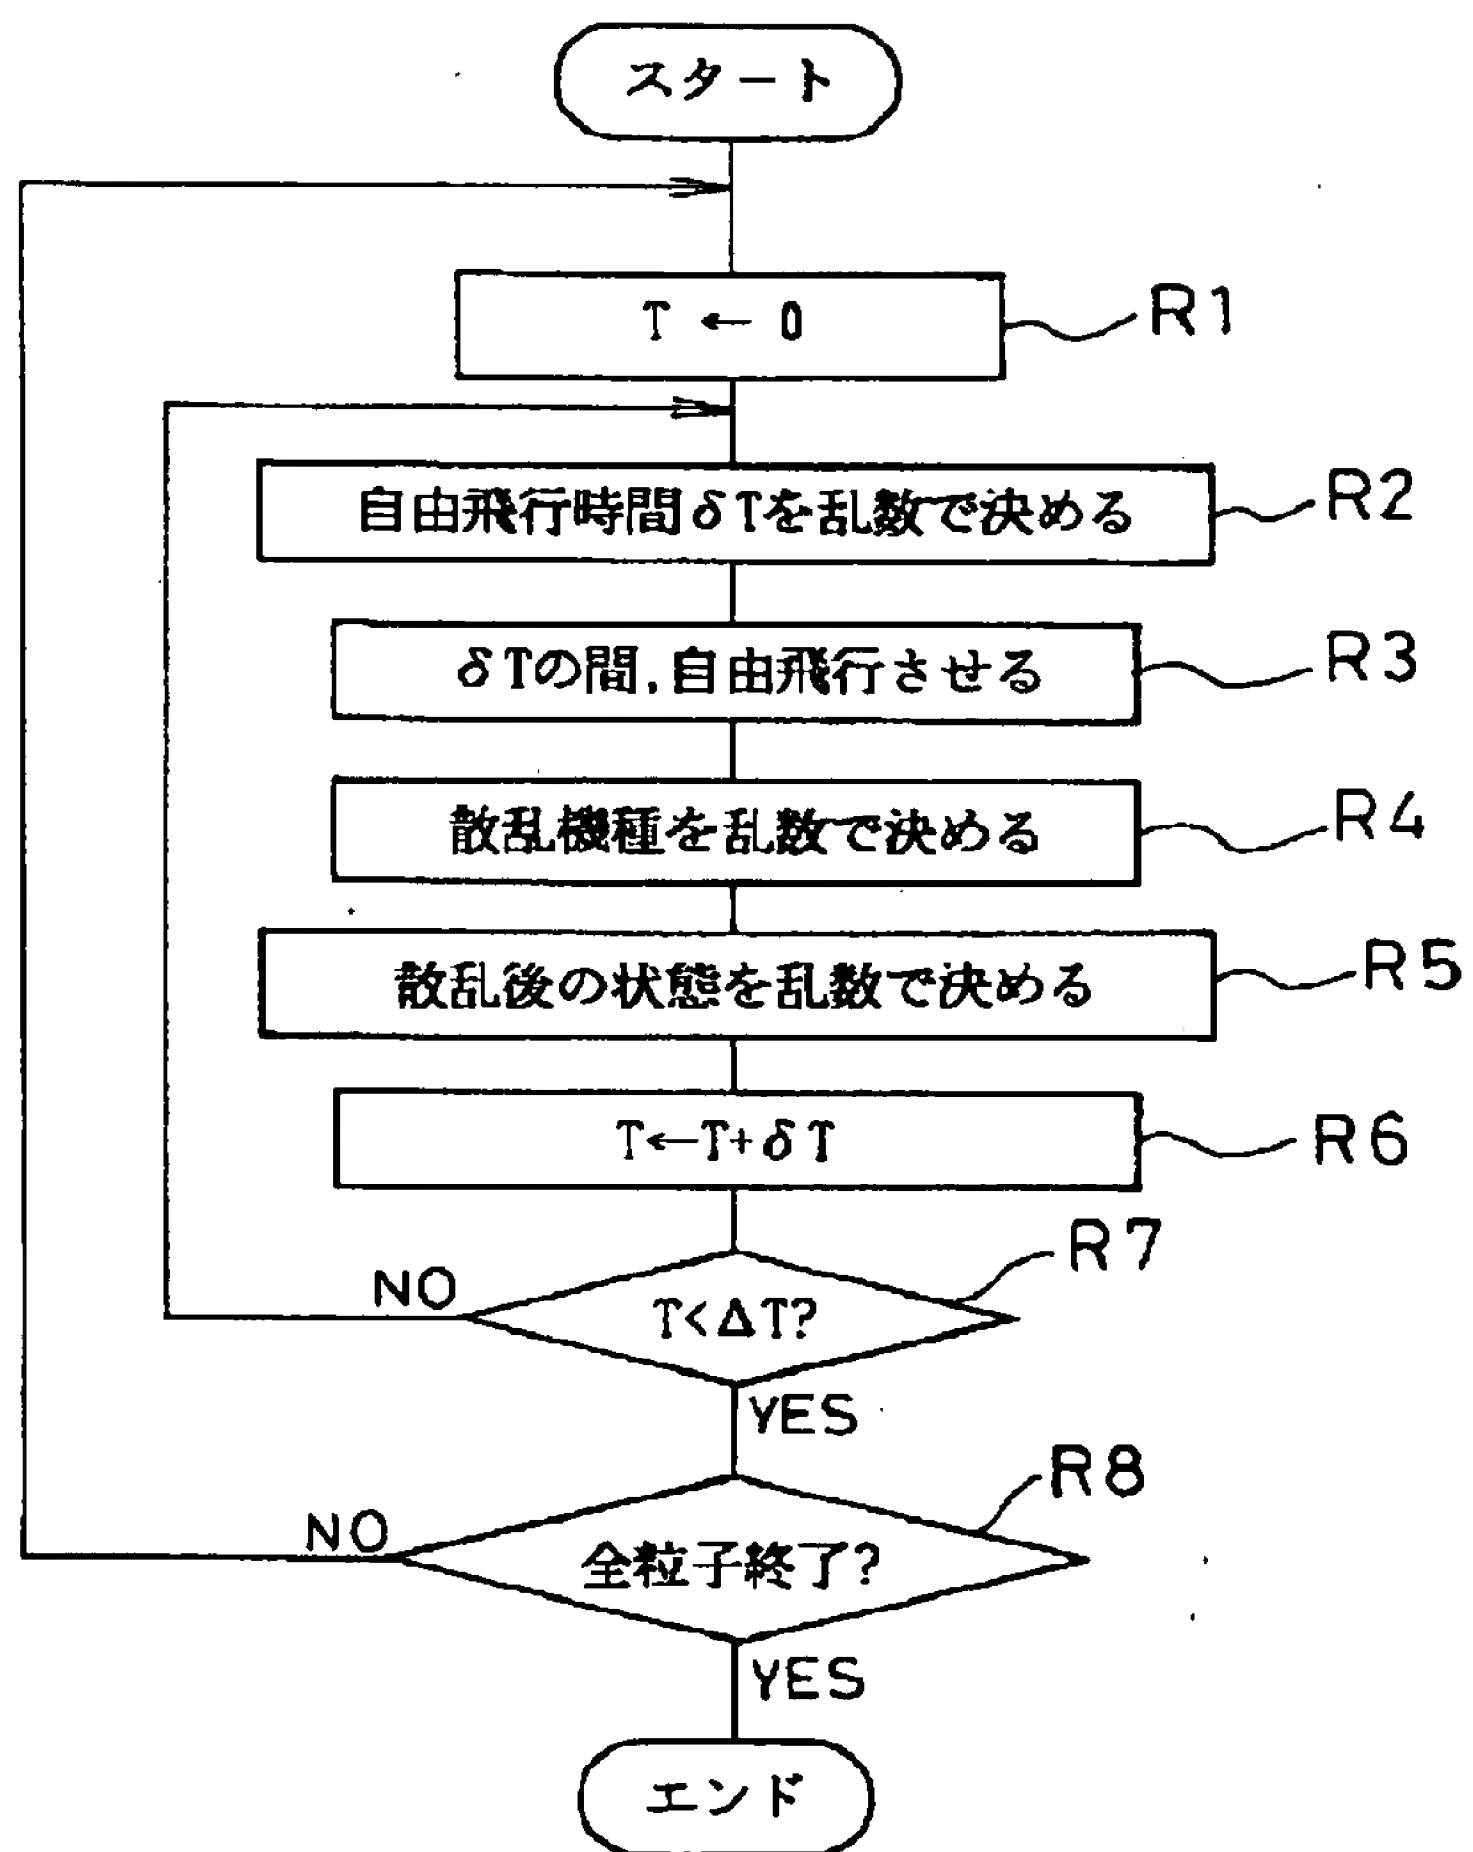 スタート
T ← 0
R1
自由飛行時間δTを乱数で決める
R2
δTの間,自由飛行させる
R3
散乱機種を乱数で決める
R4
散乱後の状態を乱数で決める
R5
T←T+δT
R6
R7
NO
T<ΔT?
YES
R8
NO
全粒子終了?
YES
エンド